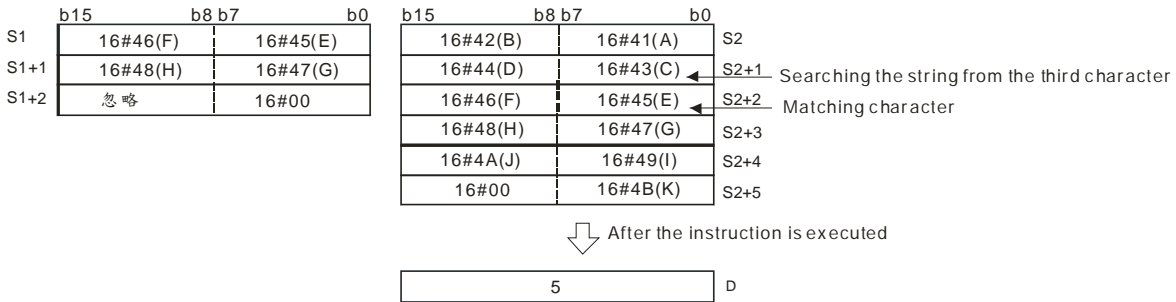 b15 b8 b7 b0 b15 b8 b7 b0
S1 16#46(F) 16#45(E) 16#42(B) 16#41(A) S2
S1+1 16#48(H) 16#47(G) 16#44(D) 16#43(C) S2+1 Searching the string from the third character
S1+2 忽略 16#00 16#46(F) 16#45(E) S2+2 Matching character
16#48(H) 16#47(G) S2+3
16#4A(J) 16#49(I) S2+4
16#00 16#4B(K) S2+5
After the instruction is executed
5 D